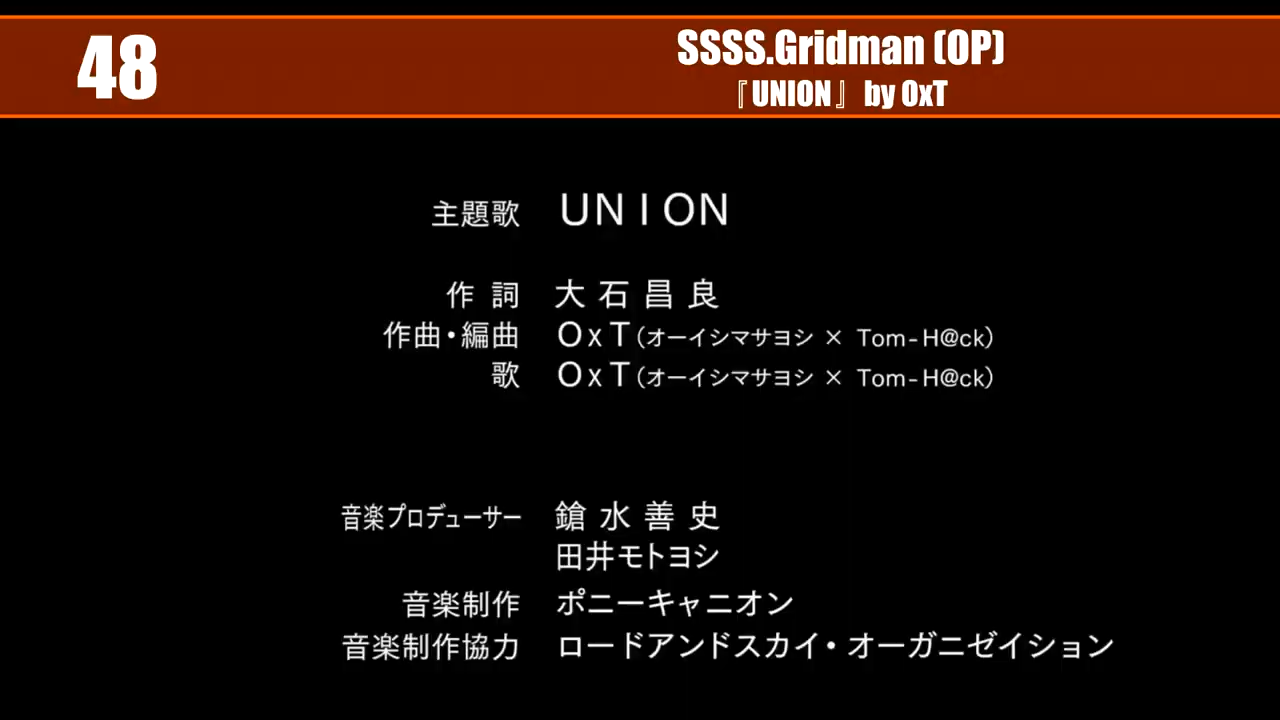 48
SSSS.Gridman (OP)
『UNION』 by OxT
主題歌 UNION
作詞 大石昌良
作曲・編曲 OxT(オーイシマサヨシ × Tom-H@ck)
歌 OxT(オーイシマサヨシ × Tom-H@ck)
音楽プロデューサー 鎗水善史
田井モトヨシ
音楽制作 ポニーキャニオン
音楽制作協力 ロードアンドスカイ・オーガニゼイション